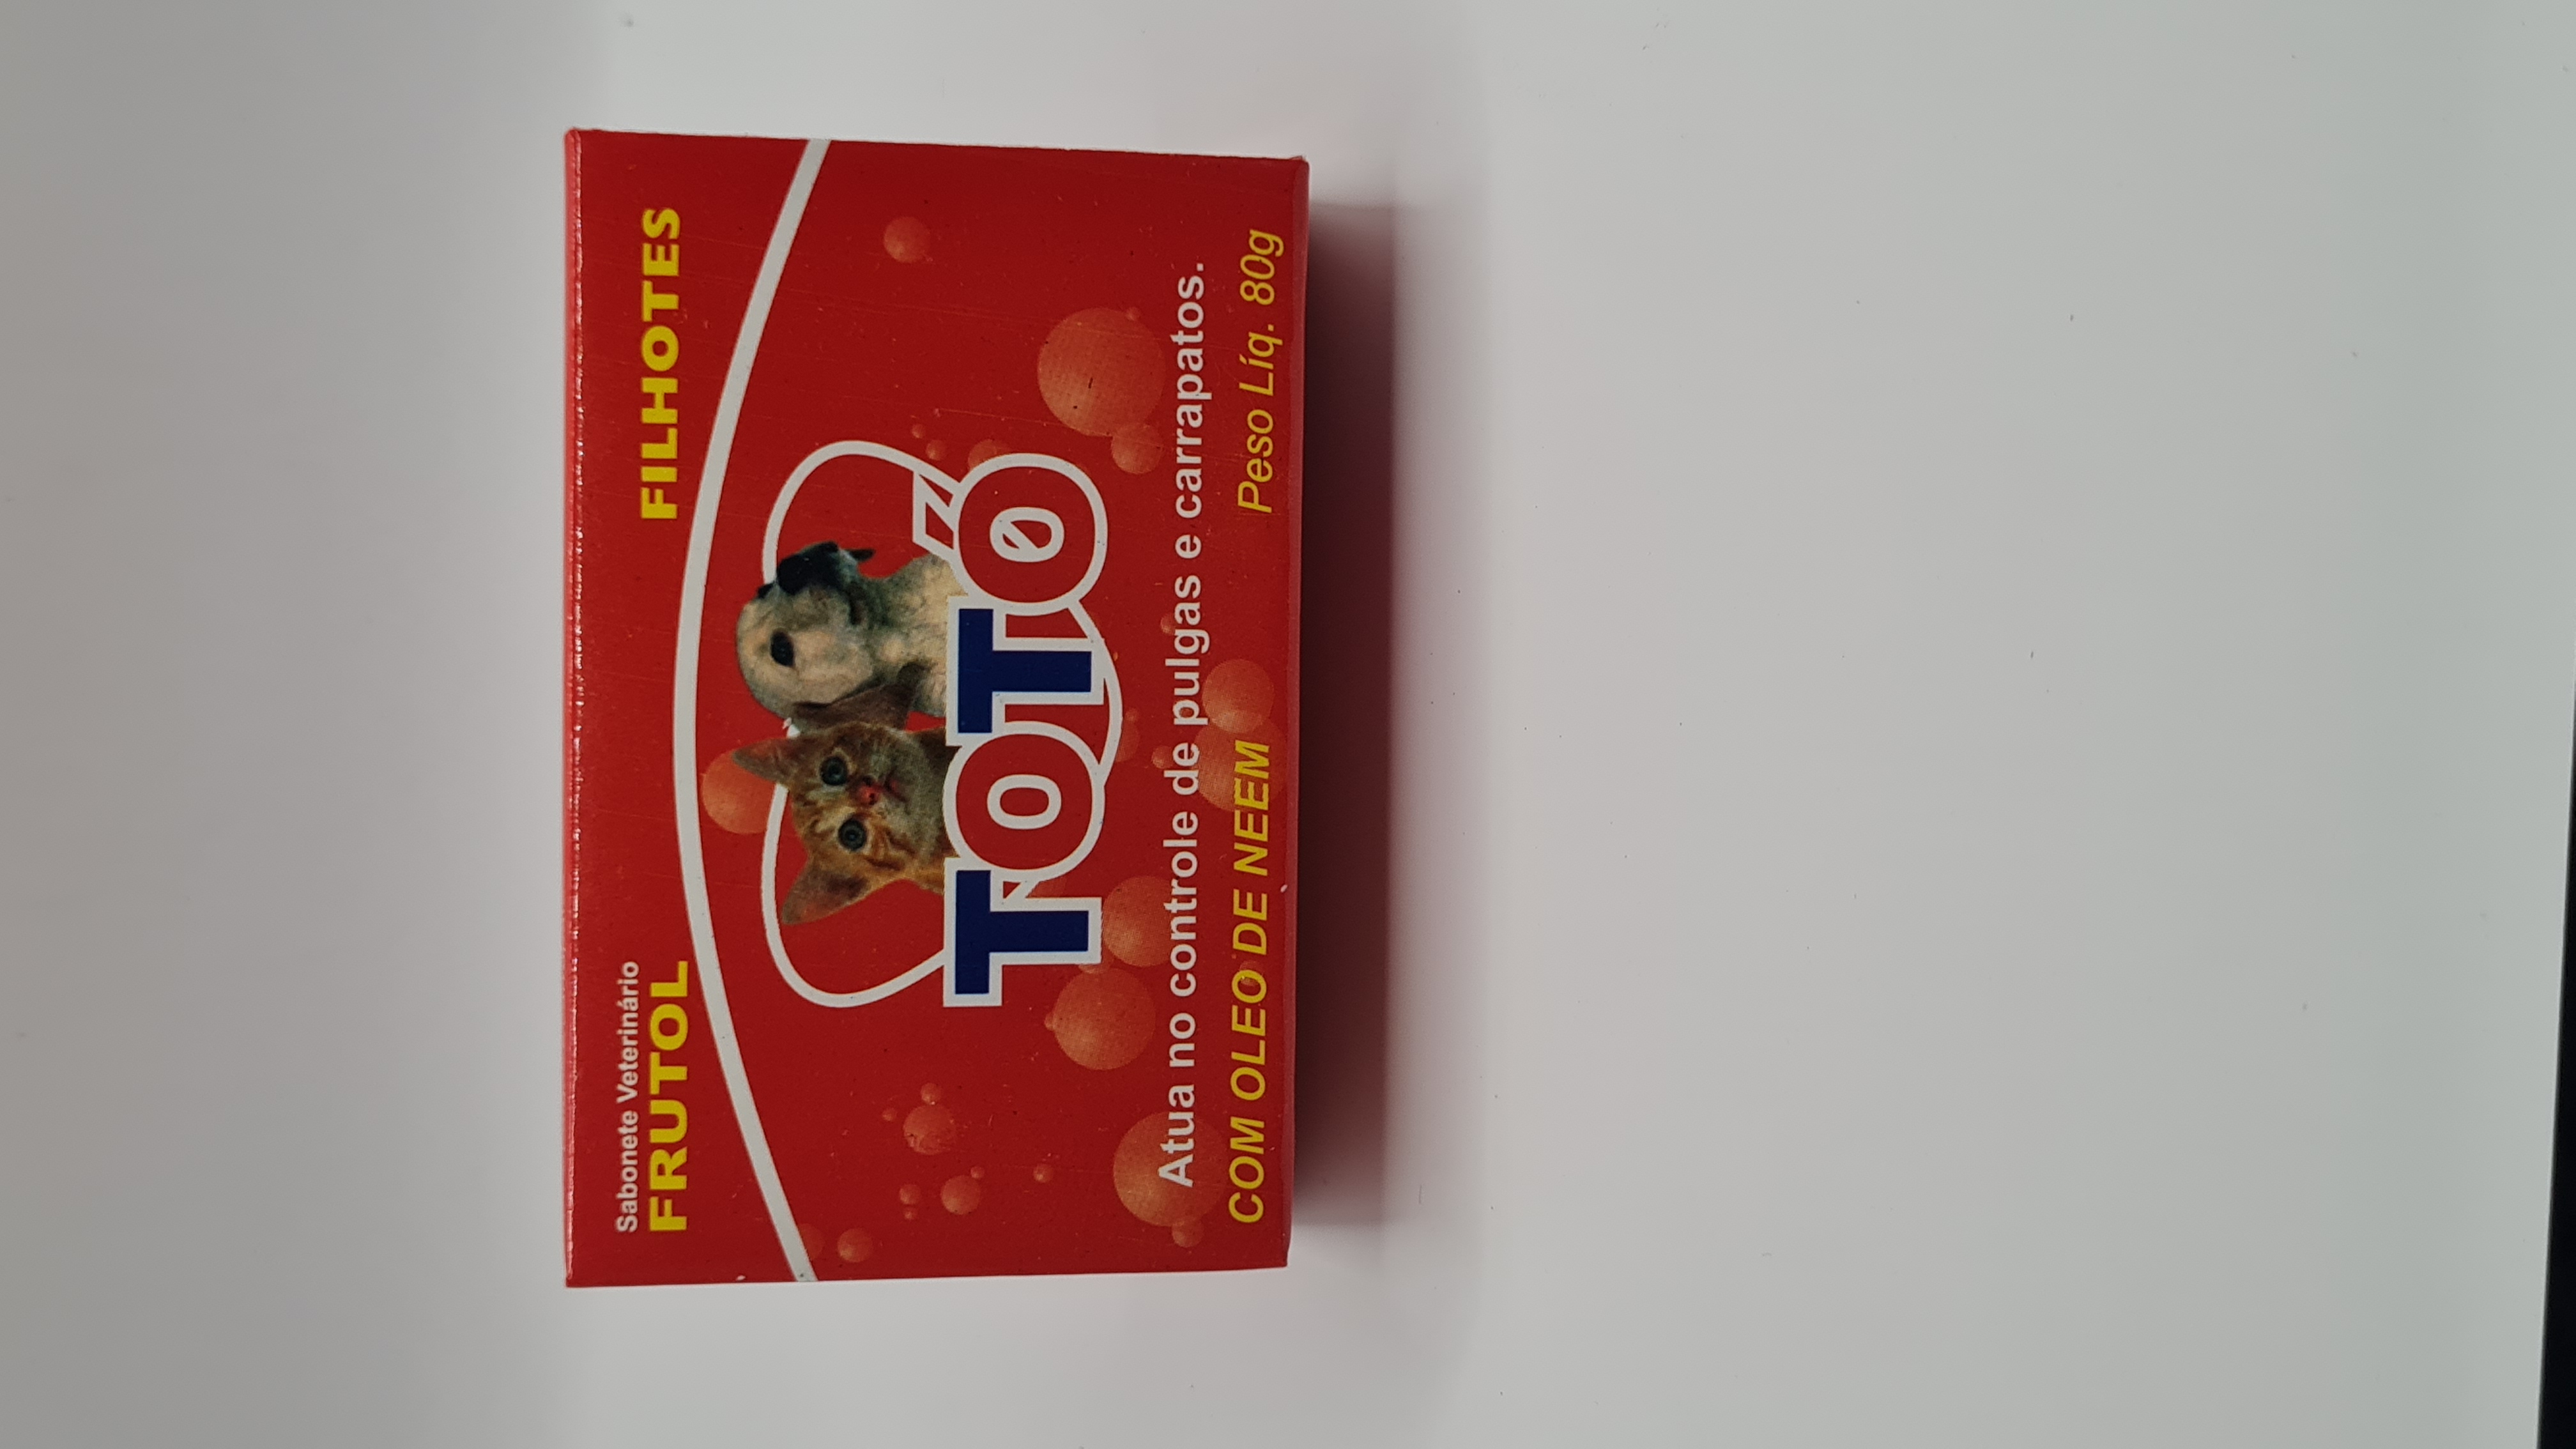 Sabonete Veterinário
FRUTOL
FILHOTES
TOTÓ
Atua no controle de pulgas e carrapatos.
COM OLEO DE NEEM
Peso Líq. 80g